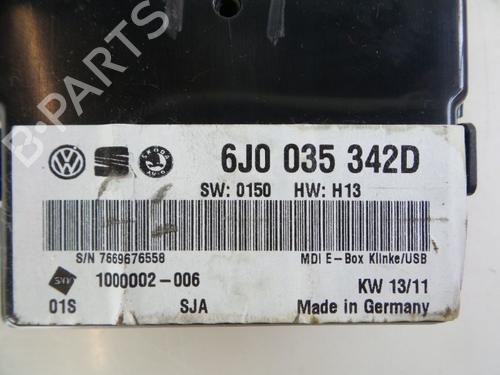 B-PARTS
6J0 035 342D
SW: 0150 HW: H13
S/N 7669676558
MDI E-Box Klinke/USB
1000002-006
KW 13/11
01S
SJA
Made in Germany